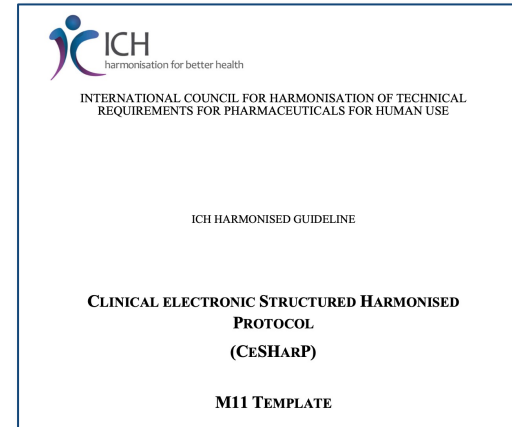 ICH
harmonisation for better health
INTERNATIONAL COUNCIL FOR HARMONISATION OF TECHNICAL
REQUIREMENTS FOR PHARMACEUTICALS FOR HUMAN USE
ICH HARMONISED GUIDELINE
CLINICAL ELECTRONIC STRUCTURED HARMONISED
PROTOCOL
(CESHARP)
M11 TEMPLATE